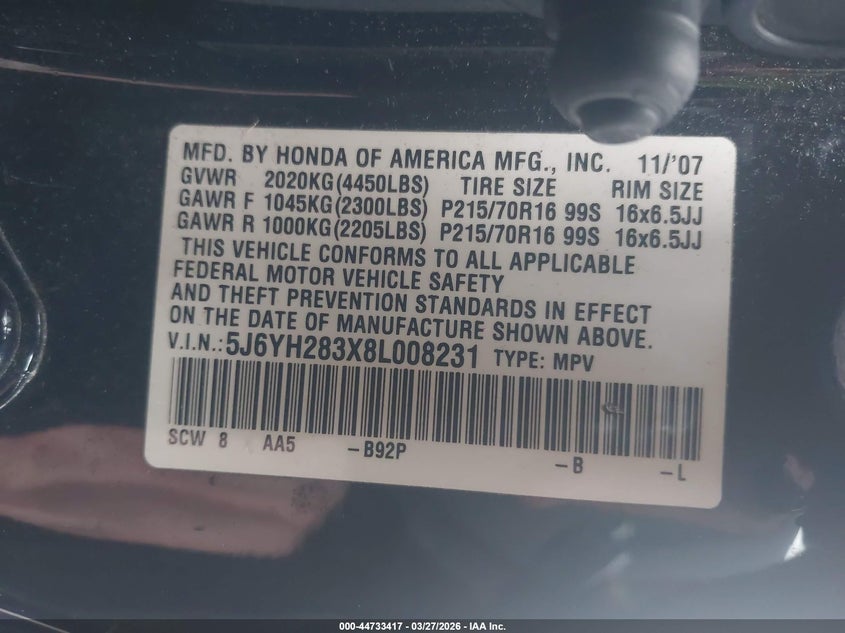 MFD. BY HONDA OF AMERICA MFG., INC. 11/'07
GVWR 2020KG(4450LBS) TIRE SIZE RIM SIZE
GAWR F 1045KG(2300LBS) P215/70R16 99S 16x6.5JJ
GAWR R 1000KG(2205LBS) P215/70R16 99S 16x6.5JJ
THIS VEHICLE CONFORMS TO ALL APPLICABLE
FEDERAL MOTOR VEHICLE SAFETY
AND THEFT PREVENTION STANDARDS IN EFFECT
ON THE DATE OF MANUFACTURE SHOWN ABOVE.
V.I.N.:5J6YH283X8L008231 TYPE: MPV
SCW 8 AA5 -B92P -B -L
000-44733417 | 03/27/2026 - IAA Inc.